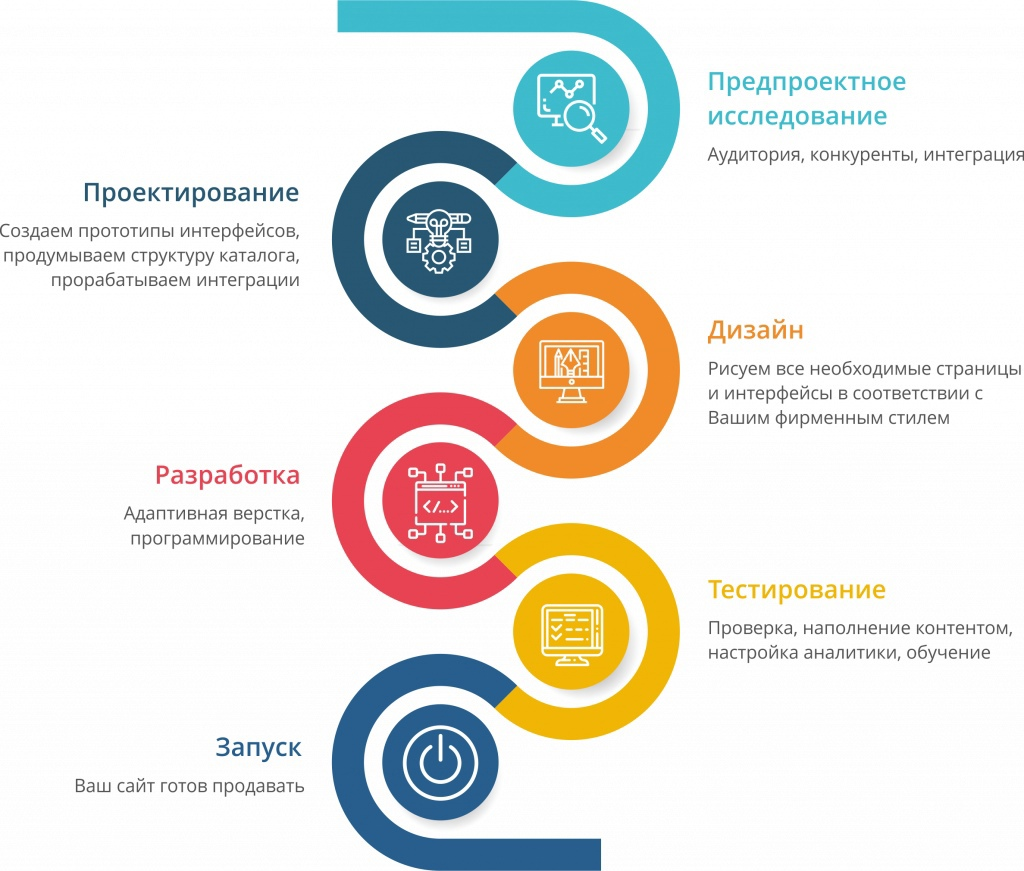 Предпроектное
исследование
Аудитория, конкуренты, интеграция
Проектирование
Создаем прототипы интерфейсов,
продумываем структуру каталога,
прорабатываем интеграции
Дизайн
Рисуем все необходимые страницы
и интерфейсы в соответствии с
Вашим фирменным стилем
Разработка
Адаптивная верстка,
программирование
</...>
Тестирование
Проверка, наполнение контентом,
настройка аналитики, обучение
Запуск
Ваш сайт готов продавать